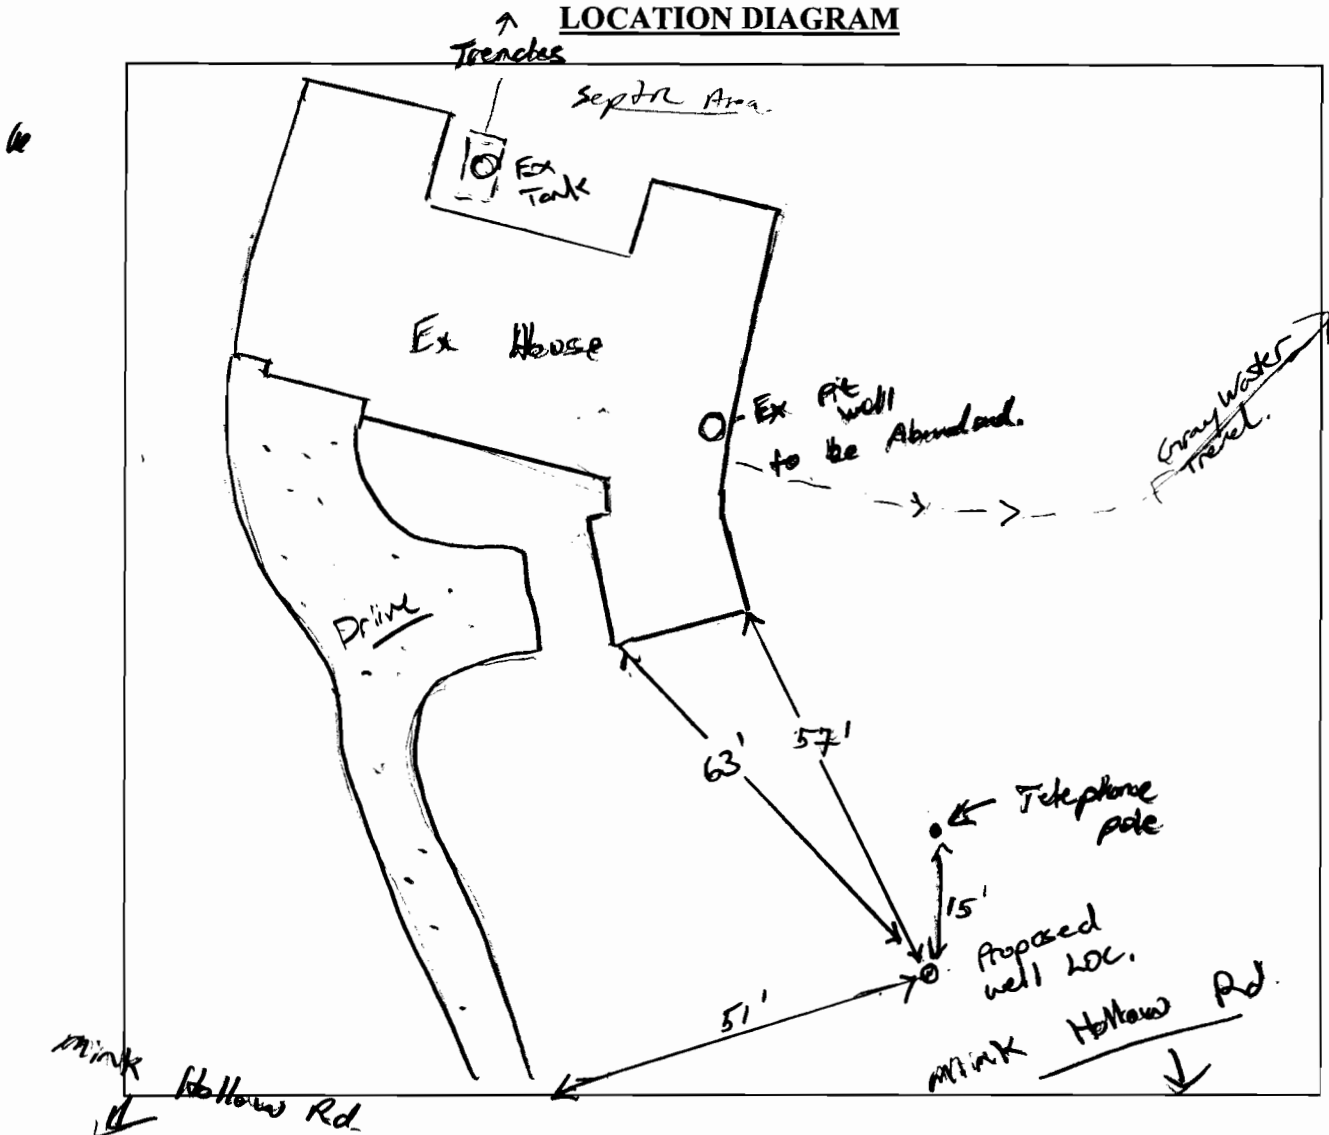 LOCATION DIAGRAM
Trenches
Septic Area
Ex
Tank
Ex House
Ex Pit
well
to be Abandoned.
Gray Water
Drive
63'
57'
Telephone
pole
15'
Proposed
well LOC.
51'
Mink Hollow Rd.
Mink
Hollow Rd.